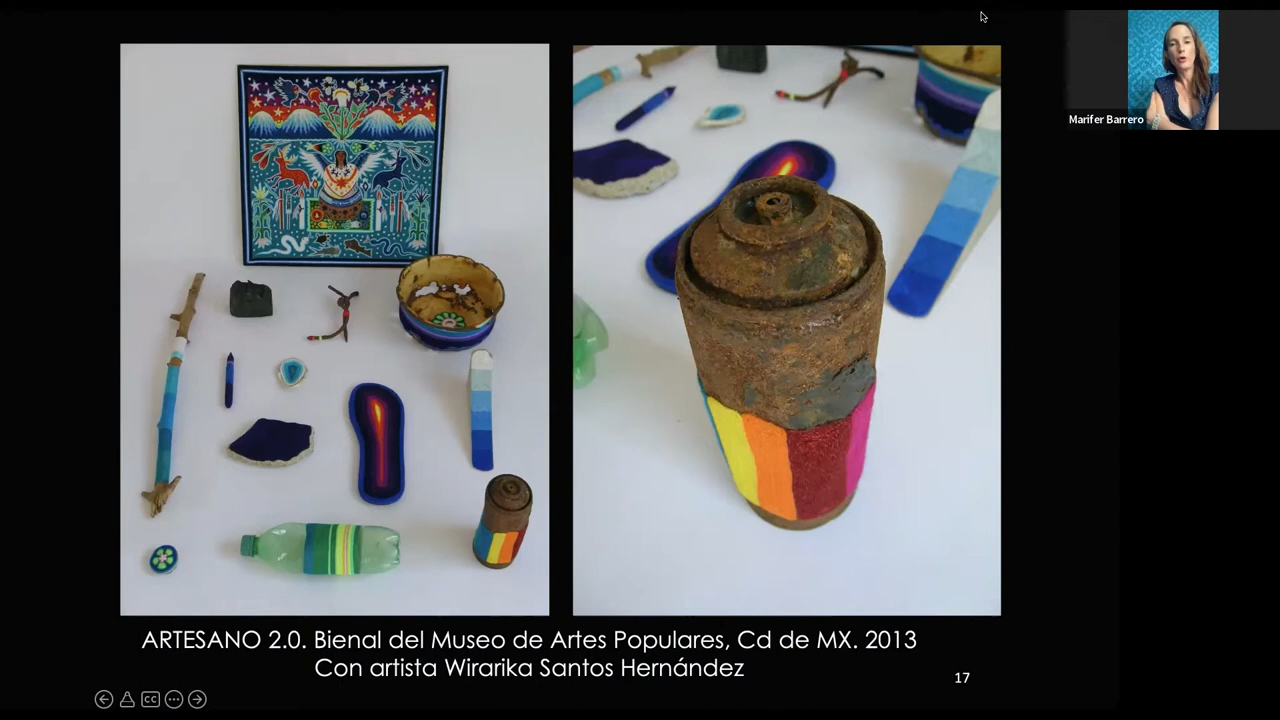 Marifer Barrero
ARTESANO 2.0. Bienal del Museo de Artes Populares, Cd de MX. 2013
Con artista Wirarika Santos Hernández
17
CC